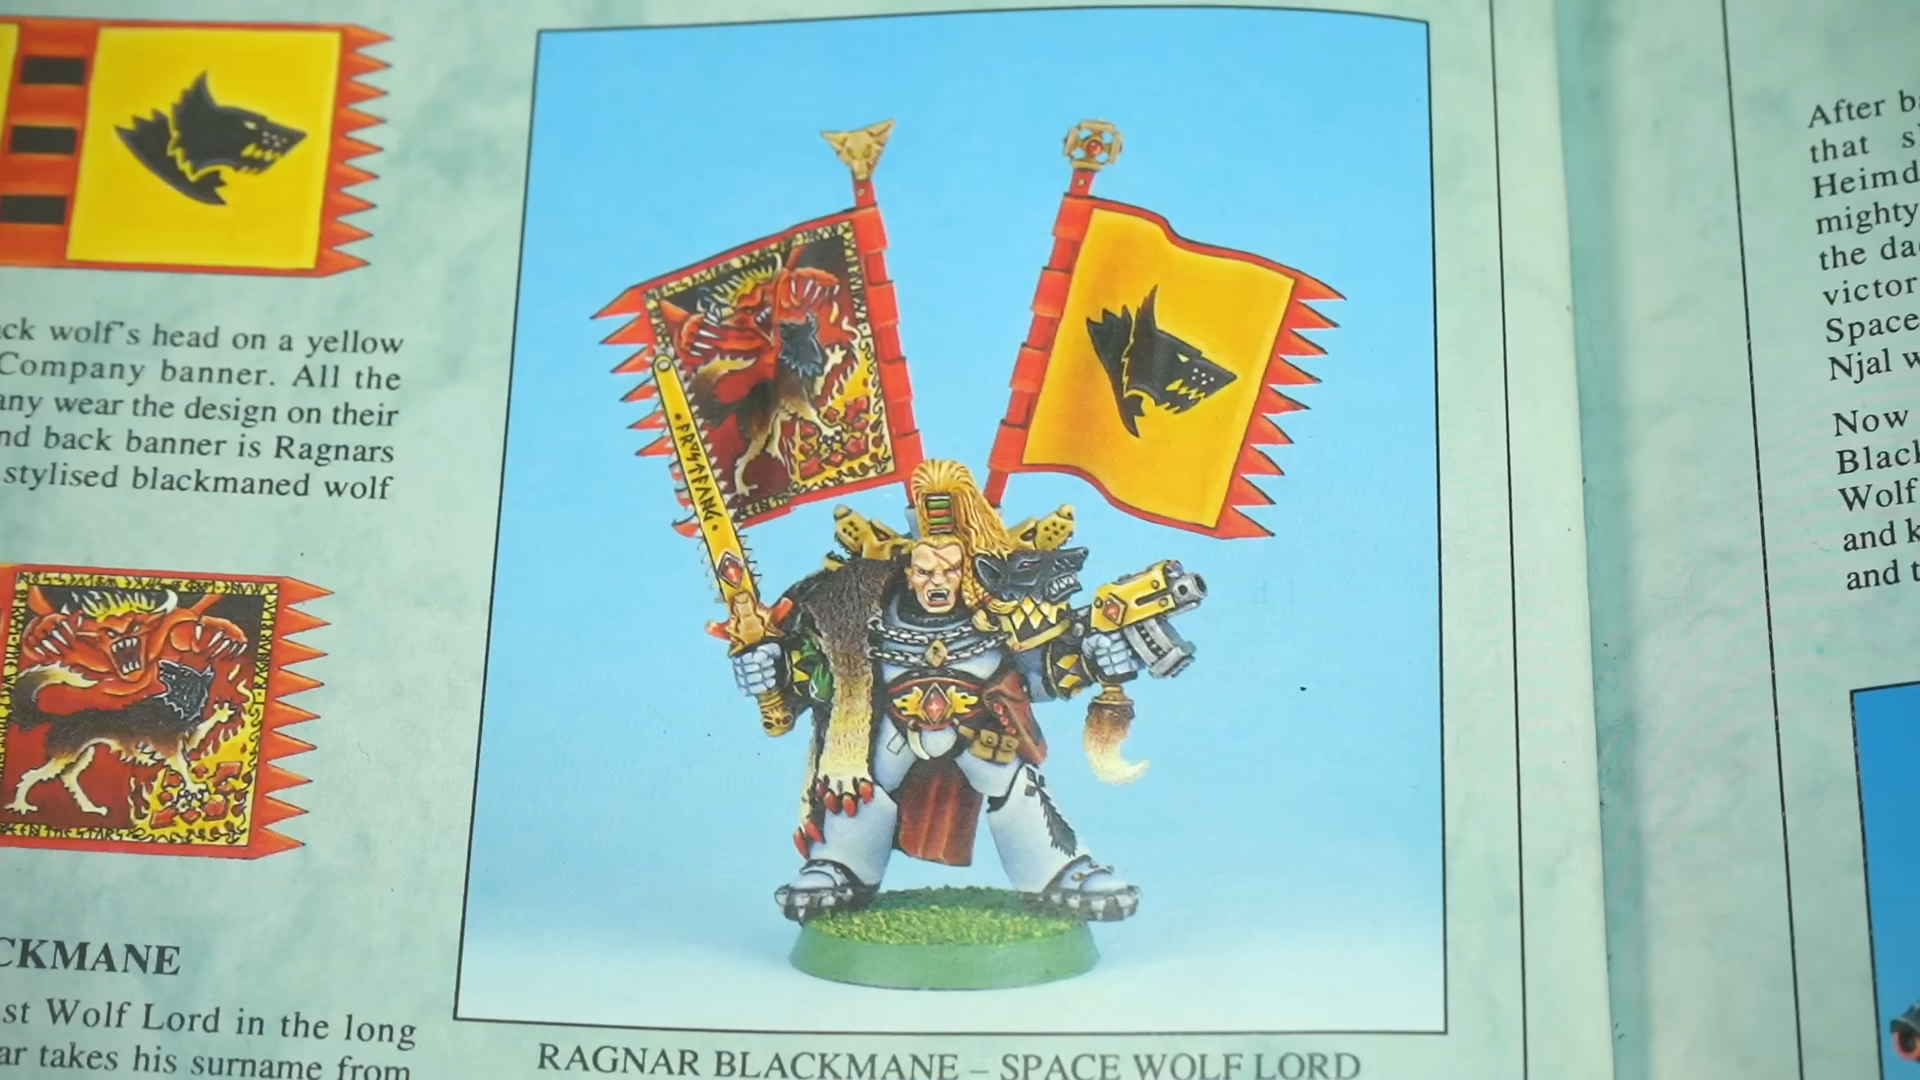 ck wolf's head on a yellow
Company banner. All the
any wear the design on their
nd back banner is Ragnars
stylised blackmaned wolf
CKMANE
st Wolf Lord in the long
ar takes his surname from
FROSTFANG
RAGNAR BLACKMANE – SPACE WOLF LORD
After b
that s
Heimd
mighty
the da
victor
Space
Njal w
Now
Black
Wolf
and k
and t